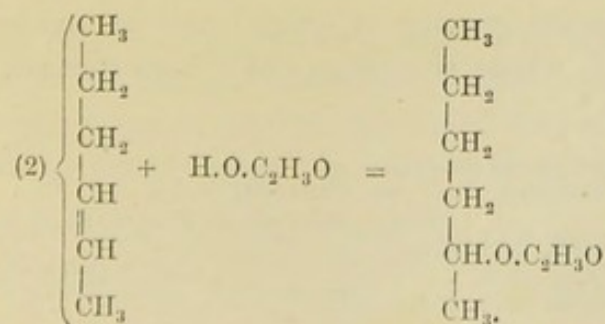 CH₃ CH₃
CH₂ CH₂
CH₂ CH₂
(2) CH + H.O.C₂H₃O = CH₂
CH CH.O.C₂H₃O
CH₃ CH₃.